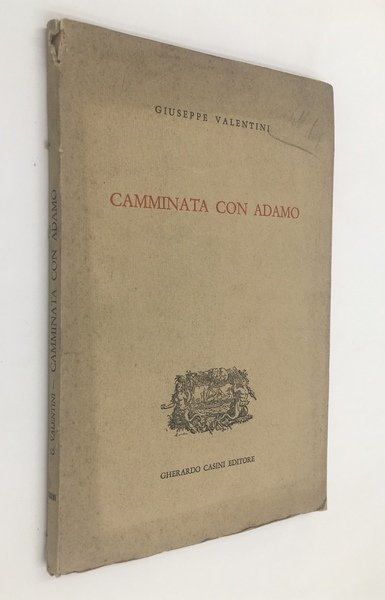 GIUSEPPE VALENTINI
CAMMINATA CON ADAMO
GHERARDO CASINI EDITORE
G. VALENTINI — CAMMINATA CON ADAMO